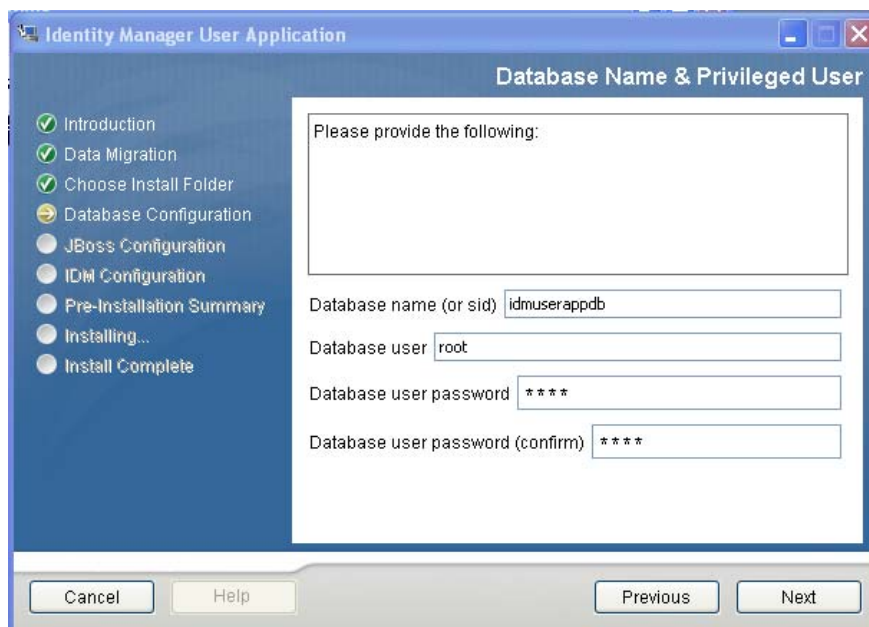 Identity Manager User Application
Database Name & Privileged User
Introduction
Data Migration
Choose Install Folder
Database Configuration
JBoss Configuration
IDM Configuration
Pre-Installation Summary
Installing...
Install Complete
Please provide the following:
Database name (or sid) idmuserappdb
Database user root
Database user password ****
Database user password (confirm) ****
Cancel Help Previous Next